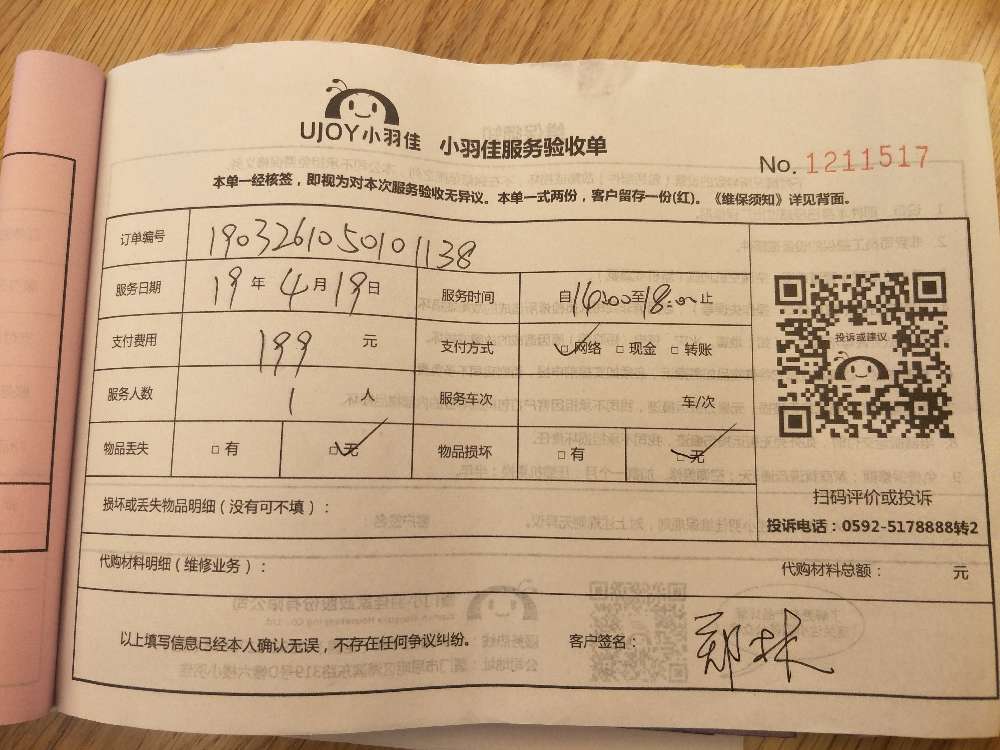 UJOY小羽佳 小羽佳服务验收单
No. 1211517
本单一经核签，即视为对本次服务验收无异议。本单一式两份，客户留存一份(红)。《维保须知》详见背面。
订单编号 1903261050101138
服务日期 19年4月19日 服务时间 自14:00至18:00止
支付费用 199 元 支付方式 ☑网络 □现金 □转账
服务人数 1 人 服务车次 车/次
物品丢失 □有 ☑无 物品损坏 □有 ☑无
投诉或建议
扫码评价或投诉
投诉电话：0592-5178888转2
损坏或丢失物品明细（没有可不填）：
代购材料明细（维修业务）： 代购材料总额： 元
以上填写信息已经本人确认无误，不存在任何争议纠纷。 客户签名： 郑林